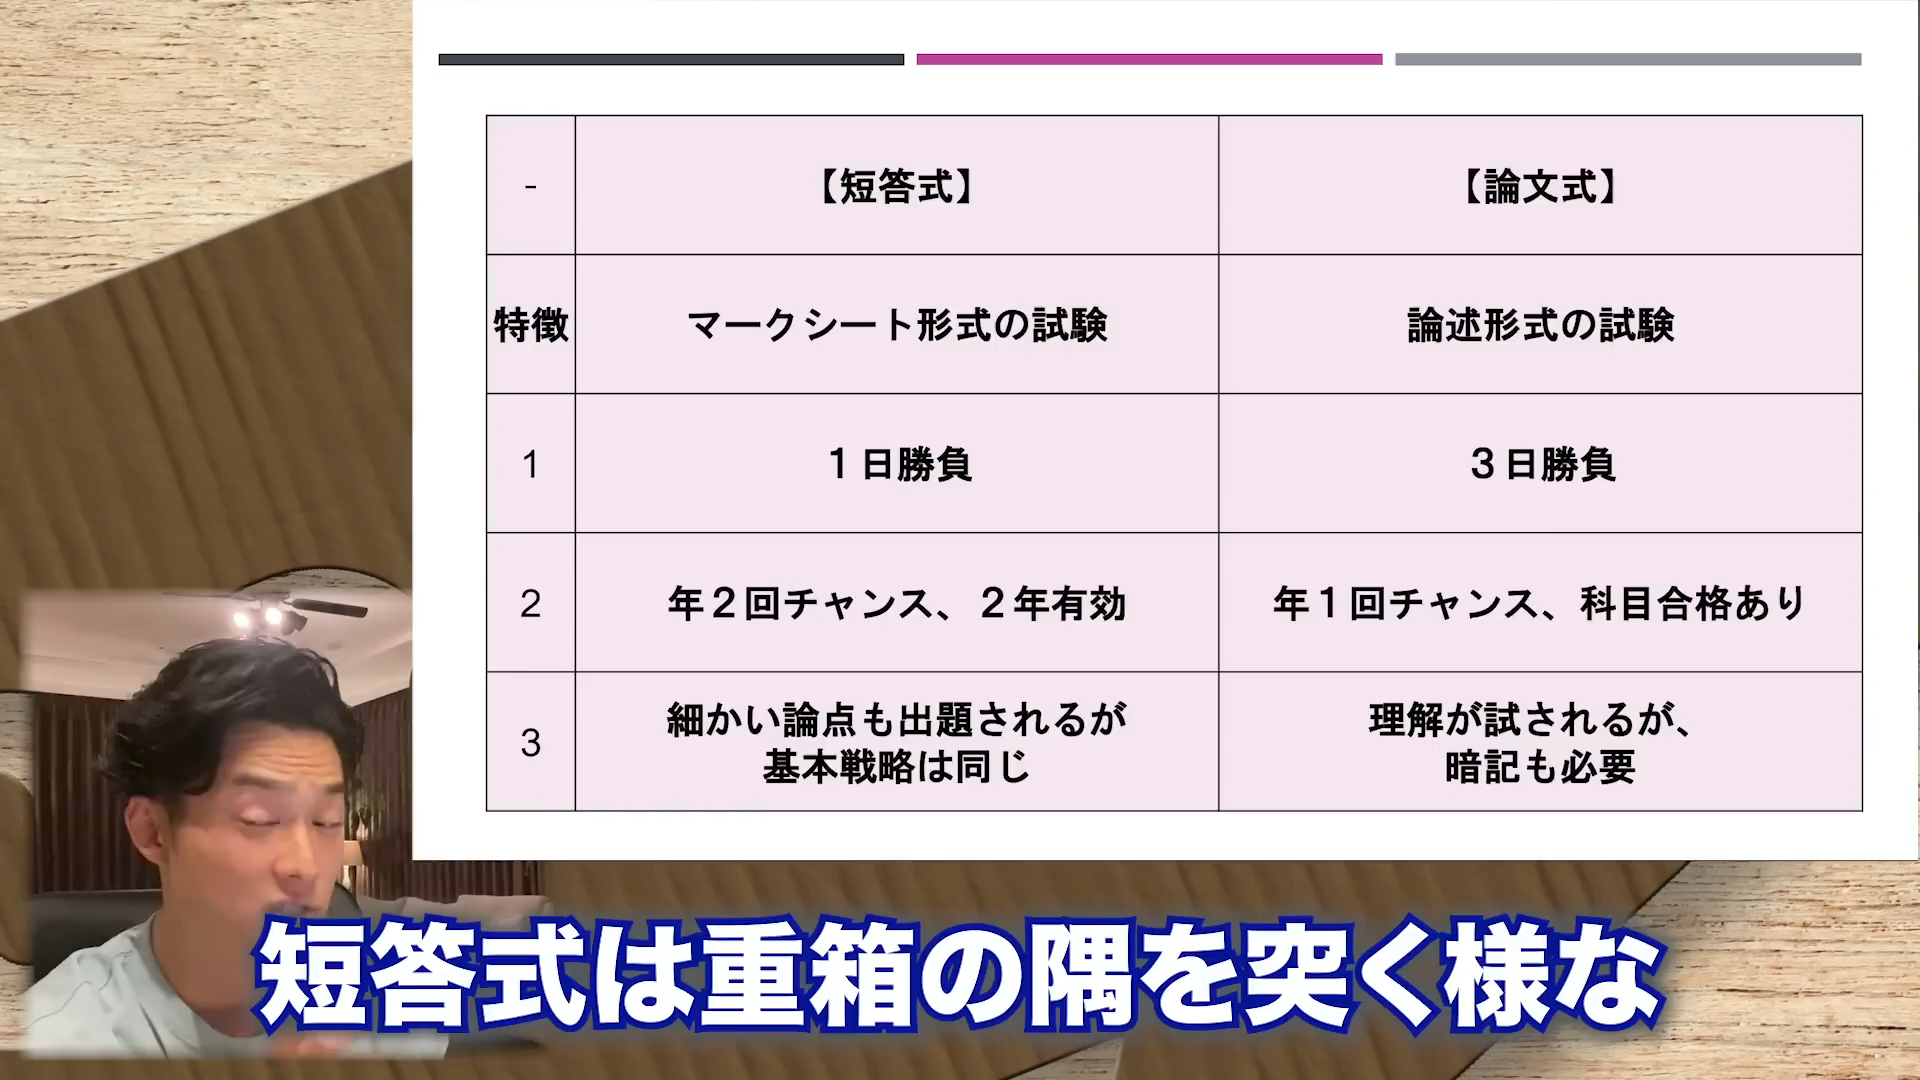 -
【短答式】
【論文式】
特徴
マークシート形式の試験
論述形式の試験
1
１日勝負
３日勝負
2
年２回チャンス、２年有効
年１回チャンス、科目合格あり
3
細かい論点も出題されるが
基本戦略は同じ
理解が試されるが、
暗記も必要
短答式は重箱の隅を突く様な